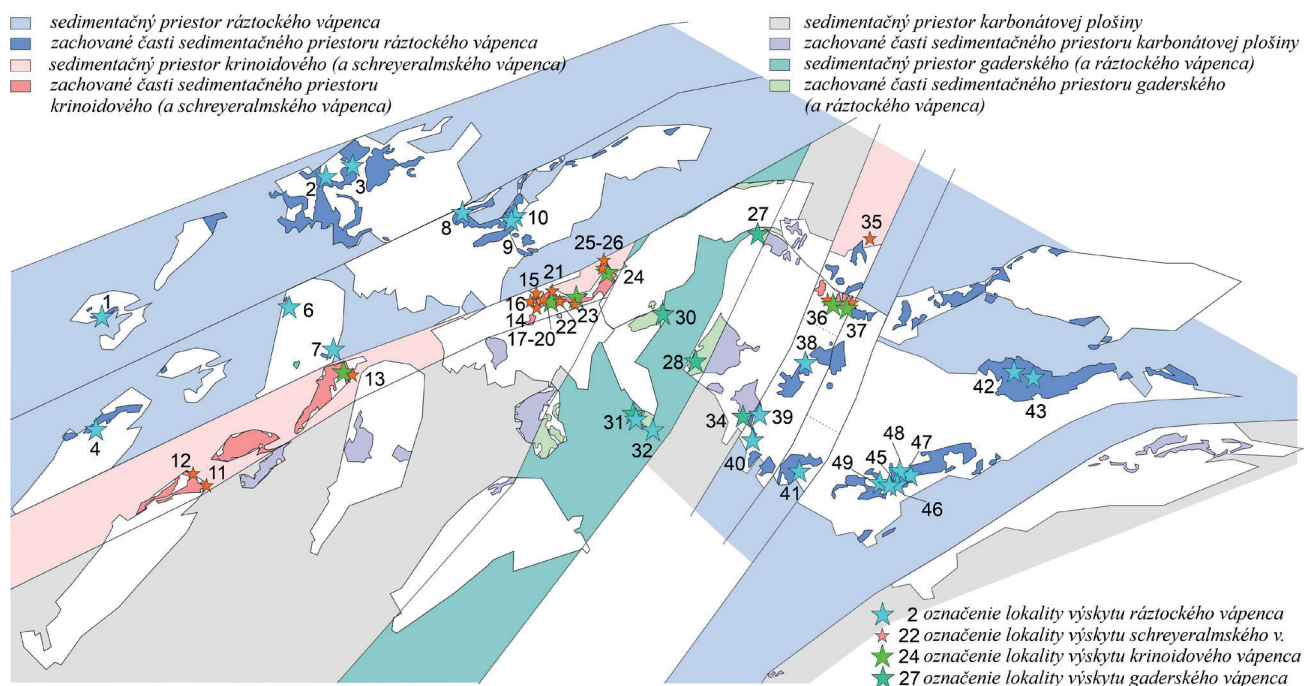 sedimentačný priestor ráztockého vápenca
zachované časti sedimentačného priestoru ráztockého vápenca
sedimentačný priestor krinoidového (a schreyeralmského vápenca)
zachované časti sedimentačného priestoru
krinoidového (a schreyeralmského vápenca)
sedimentačný priestor karbonátovej plošiny
zachované časti sedimentačného priestoru karbonátovej plošiny
sedimentačný priestor gaderského (a ráztockého vápenca)
zachované časti sedimentačného priestoru gaderského
(a ráztockého vápenca)
2
3
8
10
9
27
35
25-26
1
6
15
21
24
16
14
22
23
17-20
30
36
37
7
13
28
38
42
43
4
31
32
34
39
40
12
11
41
49
45
48
47
46
2 označenie lokality výskytu ráztockého vápenca
22 označenie lokality výskytu schreyeralmského v.
24 označenie lokality výskytu krinoidového vápenca
27 označenie lokality výskytu gaderského vápenca